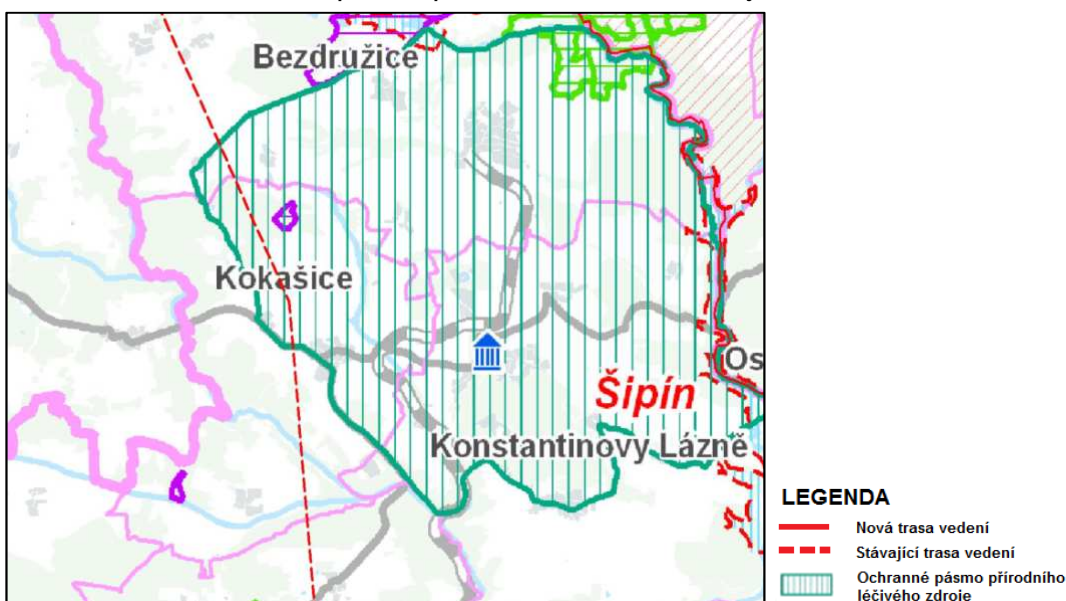 Bezdružice
Kokašice
Os
Šipín
Konstantinovy Lázně
LEGENDA
Nová trasa vedení
Stávající trasa vedení
Ochranné pásmo přírodního
léčivého zdroje